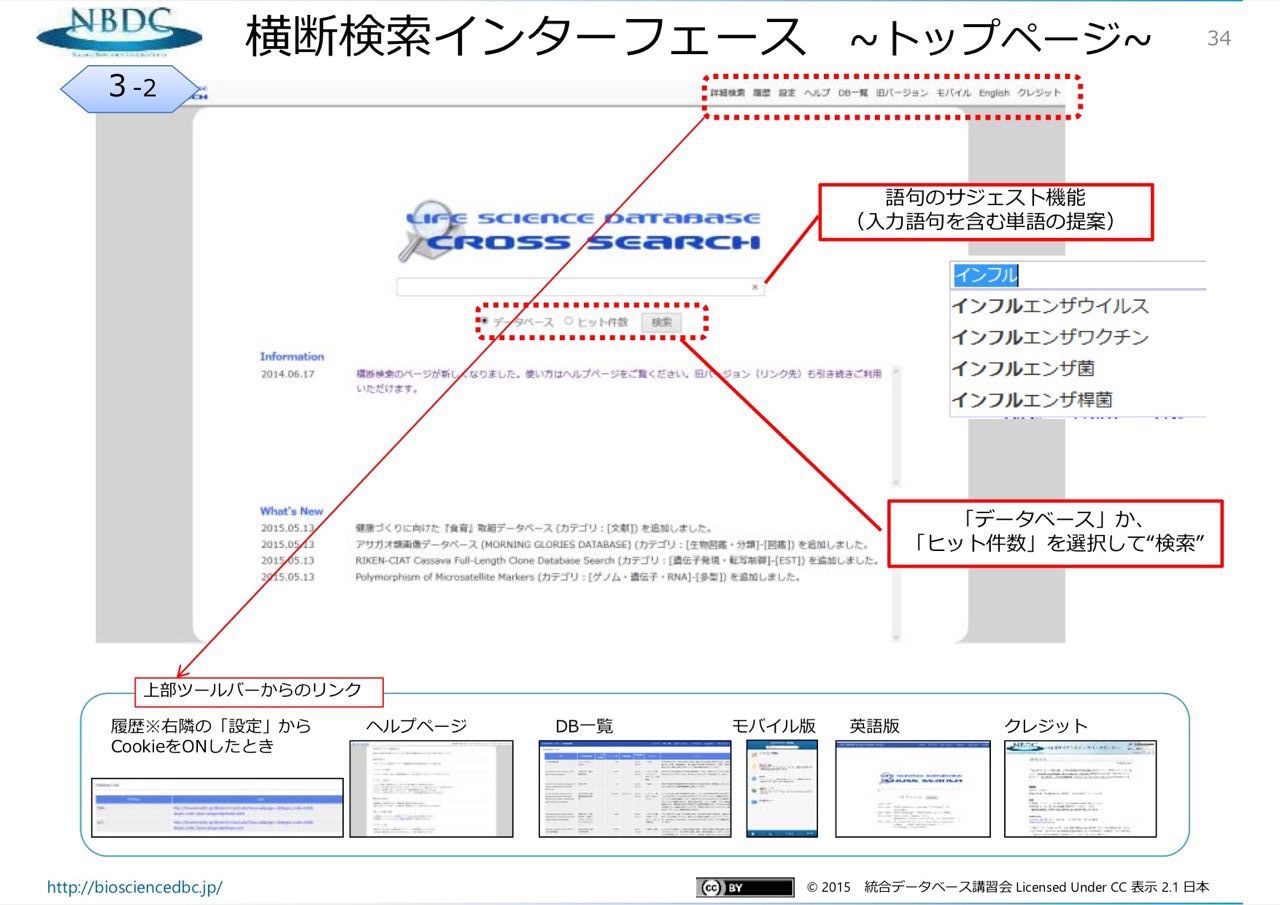 NBDC
横断検索インターフェース ~トップページ~
34
3-2
詳細検索 履歴 設定 ヘルプ DB一覧 旧バージョン モバイル English クレジット
LIFE SCIENCE DATABASE
CROSS SEARCH
語句のサジェスト機能
（入力語句を含む単語の提案）
インフル
インフルエンザウイルス
インフルエンザワクチン
インフルエンザ菌
インフルエンザ桿菌
データベース ヒット件数 検索
Information
2014.06.17 横断検索のページが新しくなりました。使い方はヘルプページをご覧ください。旧バージョン（リンク先）も引き続きご利用
いただけます。
「データベース」か、
「ヒット件数」を選択して“検索”
What's New
2015.05.13 健康づくりに向けた『食育』取組データベース (カテゴリ：[文献]) を追加しました。
2015.05.13 アサガオ類画像データベース (MORNING GLORIES DATABASE) (カテゴリ：[生物図鑑・分類]-[図鑑]) を追加しました。
2015.05.13 RIKEN-CIAT Cassava Full-Length Clone Database Search (カテゴリ：[遺伝子発現・転写制御]-[EST]) を追加しました。
2015.05.13 Polymorphism of Microsatellite Markers (カテゴリ：[ゲノム・遺伝子・RNA]-[多型]) を追加しました。
上部ツールバーからのリンク
履歴※右隣の「設定」から
CookieをONしたとき
ヘルプページ
DB一覧
モバイル版
英語版
クレジット
http://biosciencedbc.jp/
cc BY
© 2015 統合データベース講習会 Licensed Under CC 表示 2.1 日本